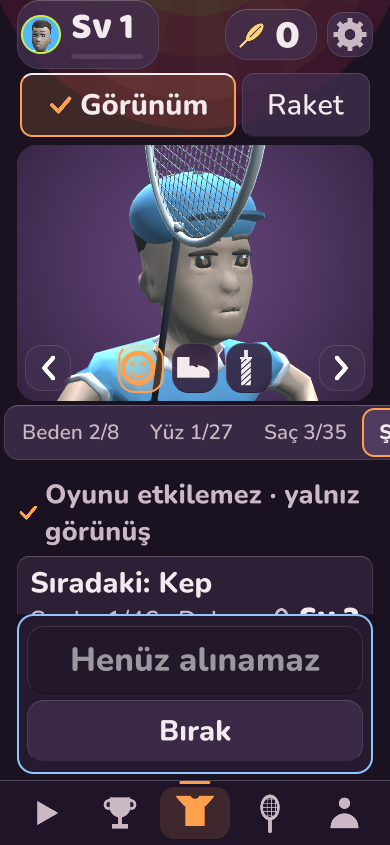 Sv 1
0
Görünüm
Raket
Beden 2/8
Yüz 1/27
Saç 3/35
Oyunu etkilemez · yalnız
görünüş
Sıradaki: Kep
Henüz alınamaz
Bırak